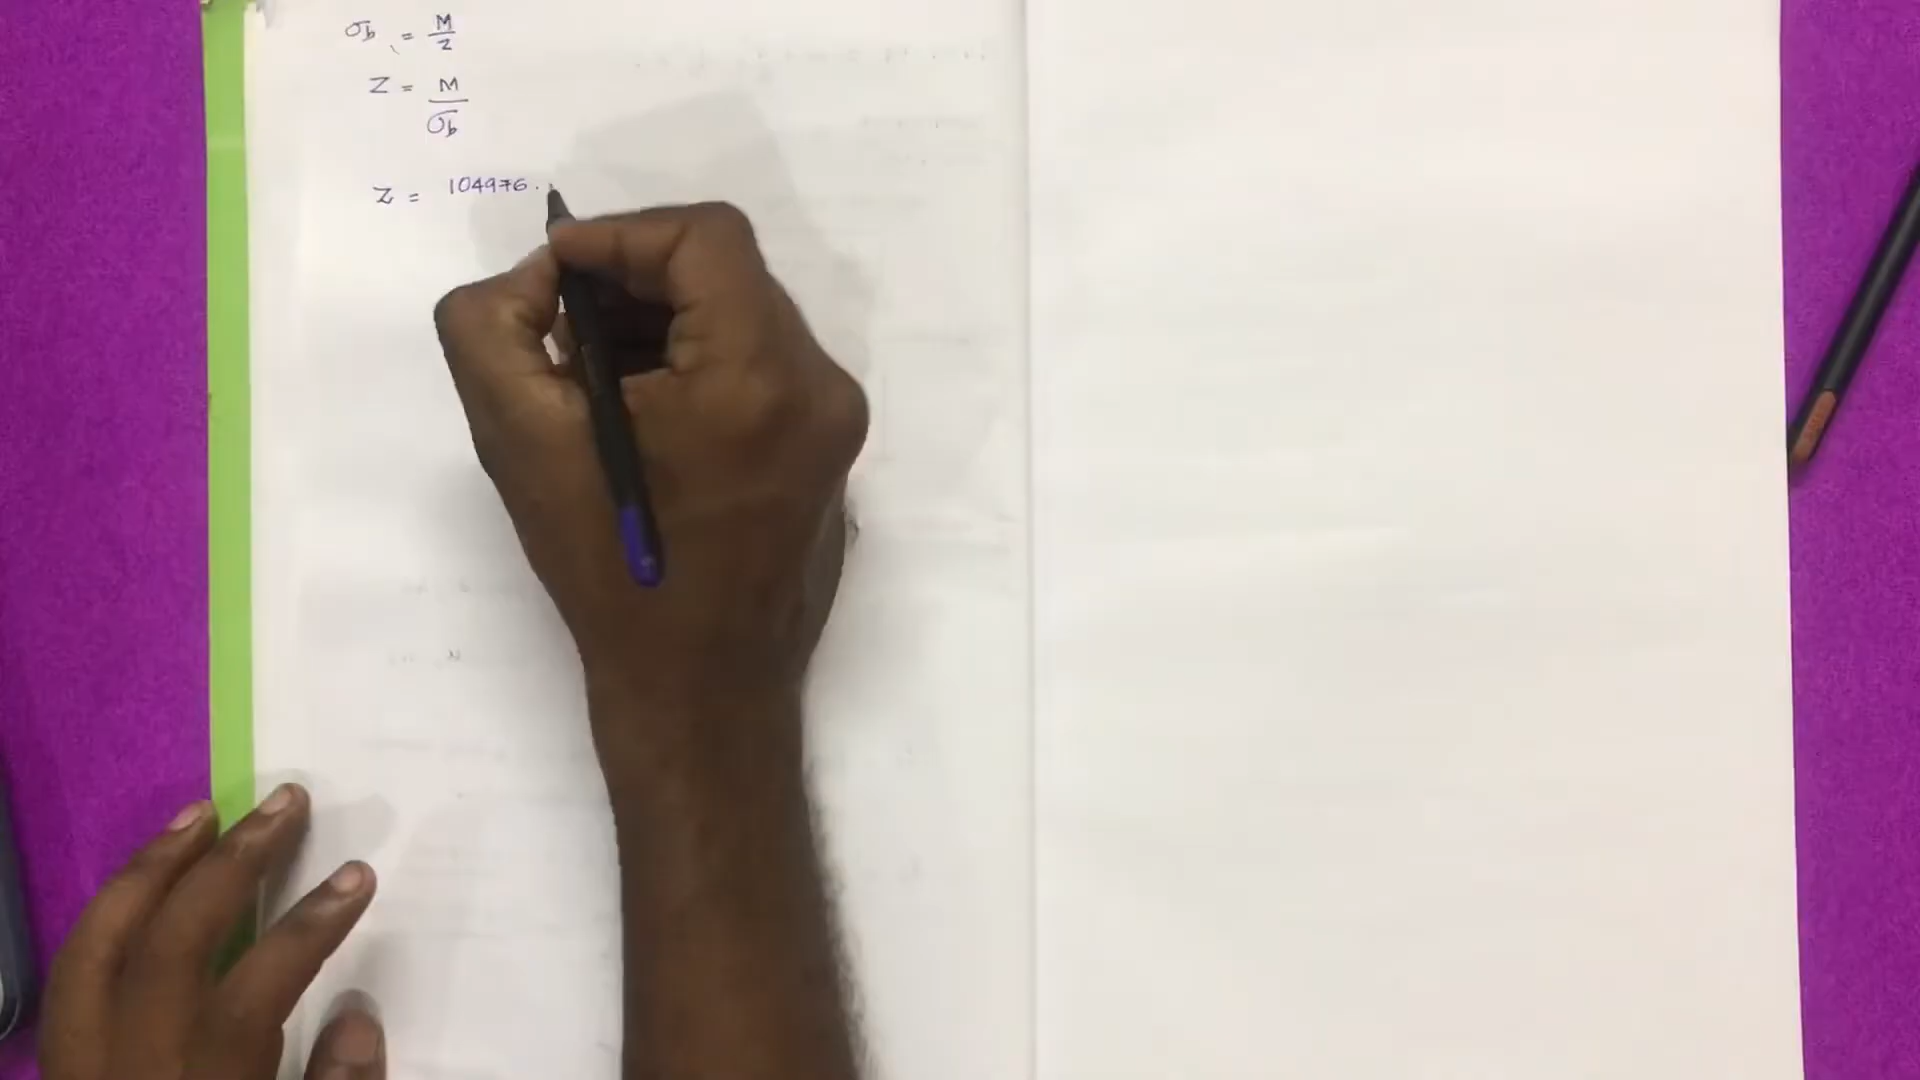 σb = M/Z
Z = M/σb
Z = 104976.